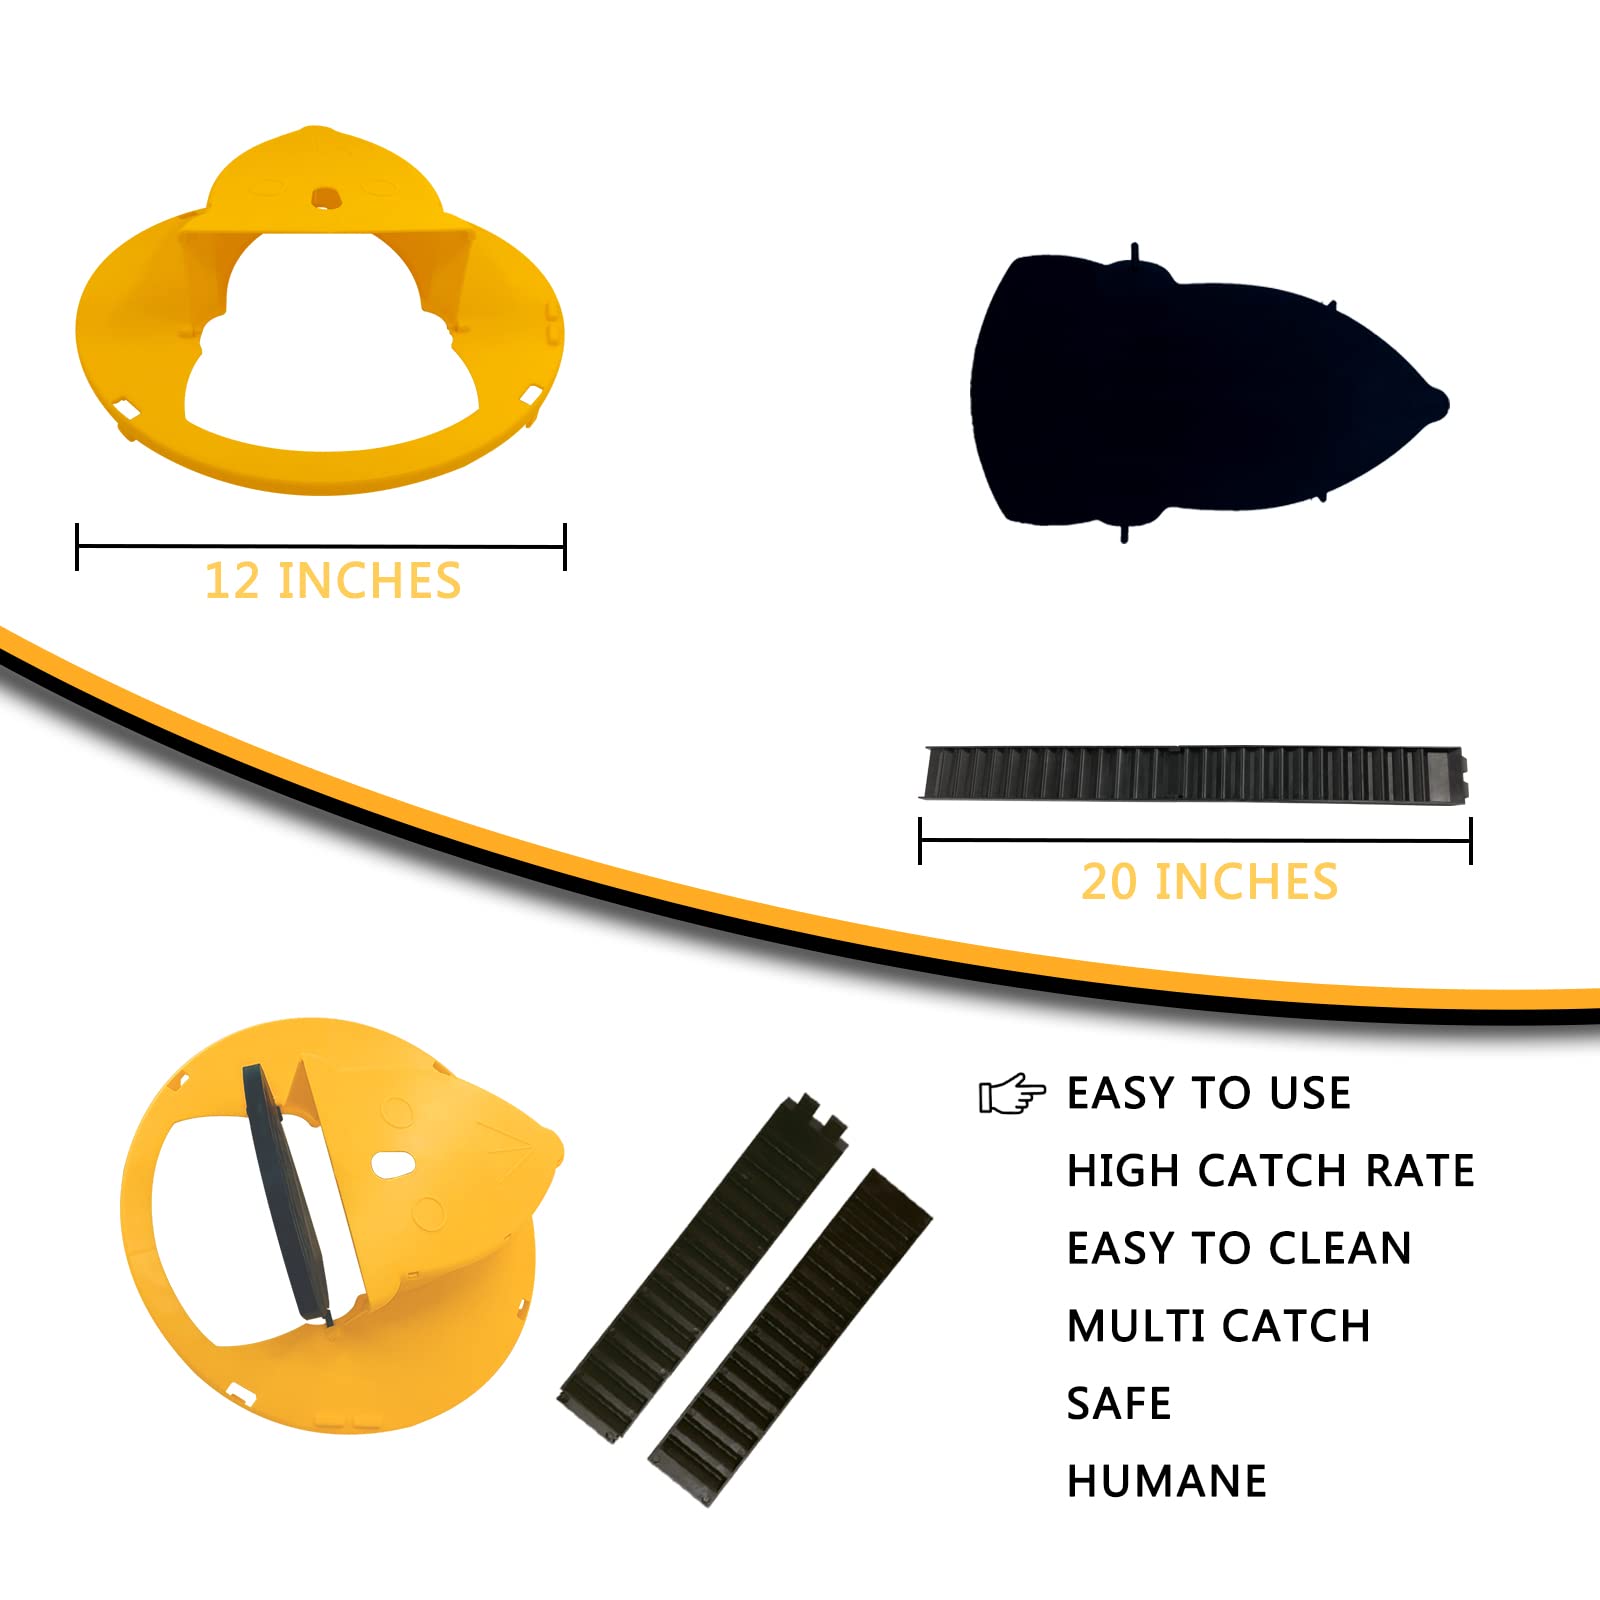 12 INCHES
20 INCHES
EASY TO USE
HIGH CATCH RATE
EASY TO CLEAN
MULTI CATCH
SAFE
HUMANE